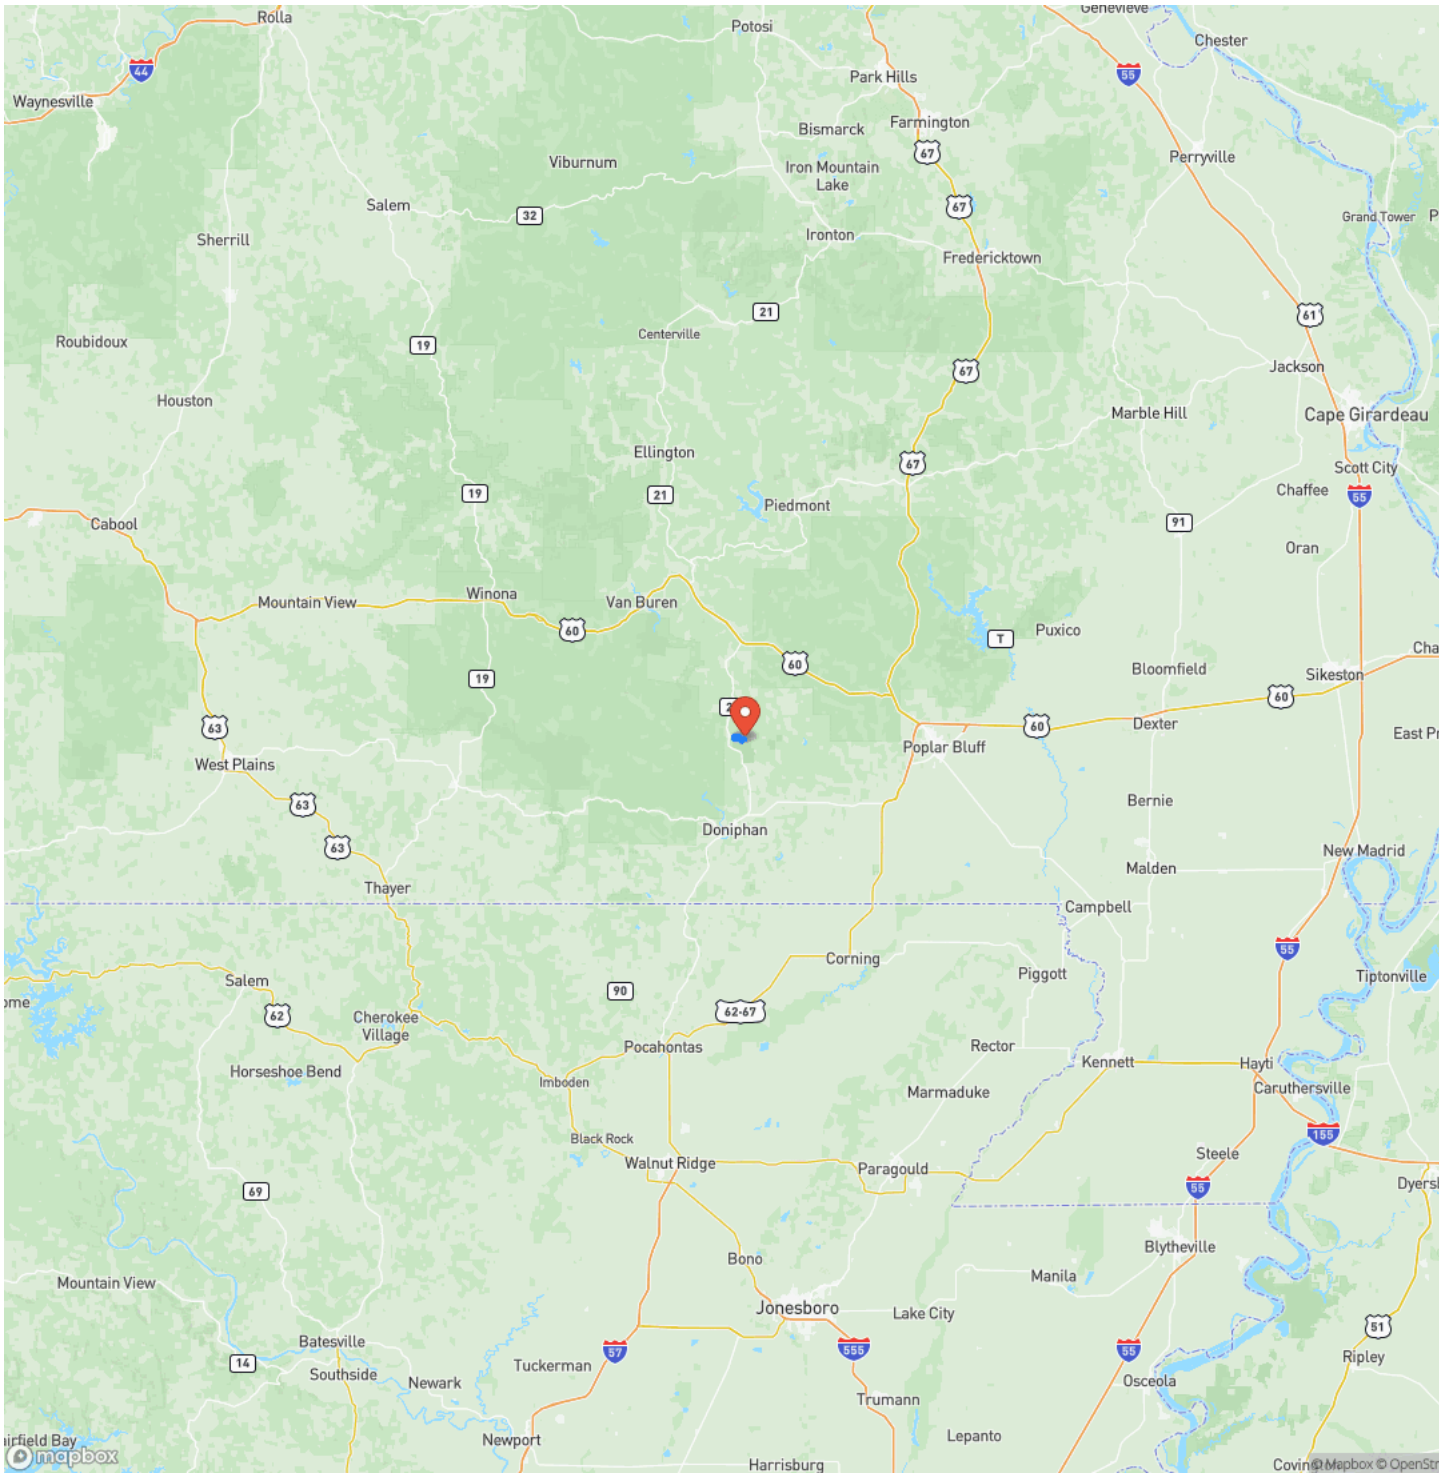 Rolla
Potosi
Genevieve
Chester
44
55
Park Hills
Waynesville
Bismarck
Farmington
67
Perryville
Viburnum
Iron Mountain
Lake
Salem
32
67
Grand Tower
P
Sherrill
Ironton
Fredericktown
21
61
Centerville
Roubidoux
19
Jackson
67
Houston
Marble Hill
Cape Girardeau
Ellington
67
Scott City
19
21
Chaffee
55
Piedmont
Cabool
91
Oran
Winona
Mountain View
Van Buren
60
T
Puxico
Cha
60
Bloomfield
Sikeston
19
60
2
63
60
Dexter
East Pr
Poplar Bluff
West Plains
63
Bernie
Doniphan
63
New Madrid
Malden
Thayer
Campbell
55
Corning
Piggott
Tiptonville
Salem
90
ome
62
62-67
Cherokee
Village
Pocahontas
Rector
Kennett
Hayti
Horseshoe Bend
Imboden
Marmaduke
Caruthersville
155
Black Rock
Steele
Walnut Ridge
Paragould
55
Dyers
69
Bono
Blytheville
Mountain View
Manila
Jonesboro
Lake City
51
Batesville
57
555
55
Ripley
14
Tuckerman
Southside
Newark
Osceola
Trumann
airfield Bay
Newport
Lepanto
mapbox
Harrisburg
Covin
© Mapbox © OpenStr